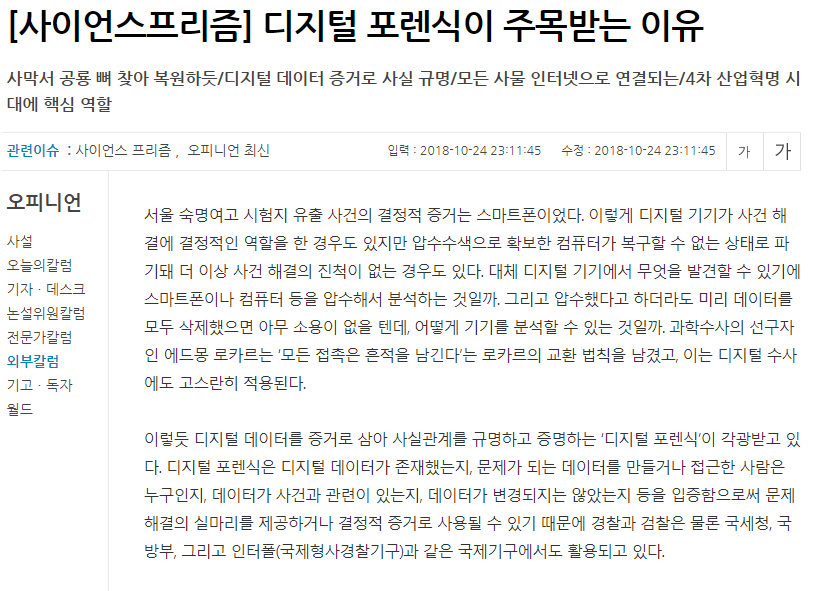 [사이언스프리즘] 디지털 포렌식이 주목받는 이유
사막서 공룡 뼈 찾아 복원하듯/디지털 데이터 증거로 사실 규명/모든 사물 인터넷으로 연결되는/4차 산업혁명 시
대에 핵심 역할
관련이슈 : 사이언스 프리즘 , 오피니언 최신
입력 : 2018-10-24 23:11:45 수정 : 2018-10-24 23:11:45 가 가
오피니언
사설
오늘의칼럼
기자ㆍ데스크
논설위원칼럼
전문가칼럼
외부칼럼
기고ㆍ독자
월드
서울 숙명여고 시험지 유출 사건의 결정적 증거는 스마트폰이었다. 이렇게 디지털 기기가 사건 해
결에 결정적인 역할을 한 경우도 있지만 압수수색으로 확보한 컴퓨터가 복구할 수 없는 상태로 파
기돼 더 이상 사건 해결의 진척이 없는 경우도 있다. 대체 디지털 기기에서 무엇을 발견할 수 있기에
스마트폰이나 컴퓨터 등을 압수해서 분석하는 것일까. 그리고 압수했다고 하더라도 미리 데이터를
모두 삭제했으면 아무 소용이 없을 텐데, 어떻게 기기를 분석할 수 있는 것일까. 과학수사의 선구자
인 에드몽 로카르는 ‘모든 접촉은 흔적을 남긴다’는 로카르의 교환 법칙을 남겼고, 이는 디지털 수사
에도 고스란히 적용된다.
이렇듯 디지털 데이터를 증거로 삼아 사실관계를 규명하고 증명하는 ‘디지털 포렌식’이 각광받고 있
다. 디지털 포렌식은 디지털 데이터가 존재했는지, 문제가 되는 데이터를 만들거나 접근한 사람은
누구인지, 데이터가 사건과 관련이 있는지, 데이터가 변경되지는 않았는지 등을 입증함으로써 문제
해결의 실마리를 제공하거나 결정적 증거로 사용될 수 있기 때문에 경찰과 검찰은 물론 국세청, 국
방부, 그리고 인터폴(국제형사경찰기구)과 같은 국제기구에서도 활용되고 있다.